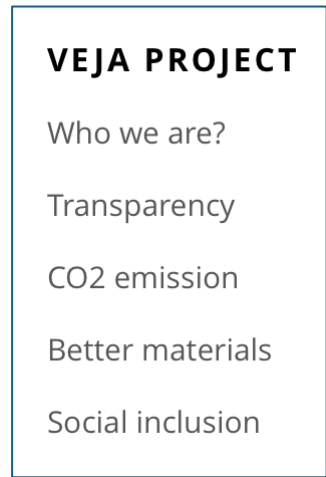 VEJA PROJECT
Who we are?
Transparency
CO2 emission
Better materials
Social inclusion